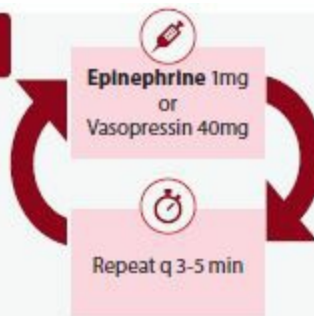 Epinephrine 1mg
or
Vasopressin 40mg
Repeat q 3-5 min